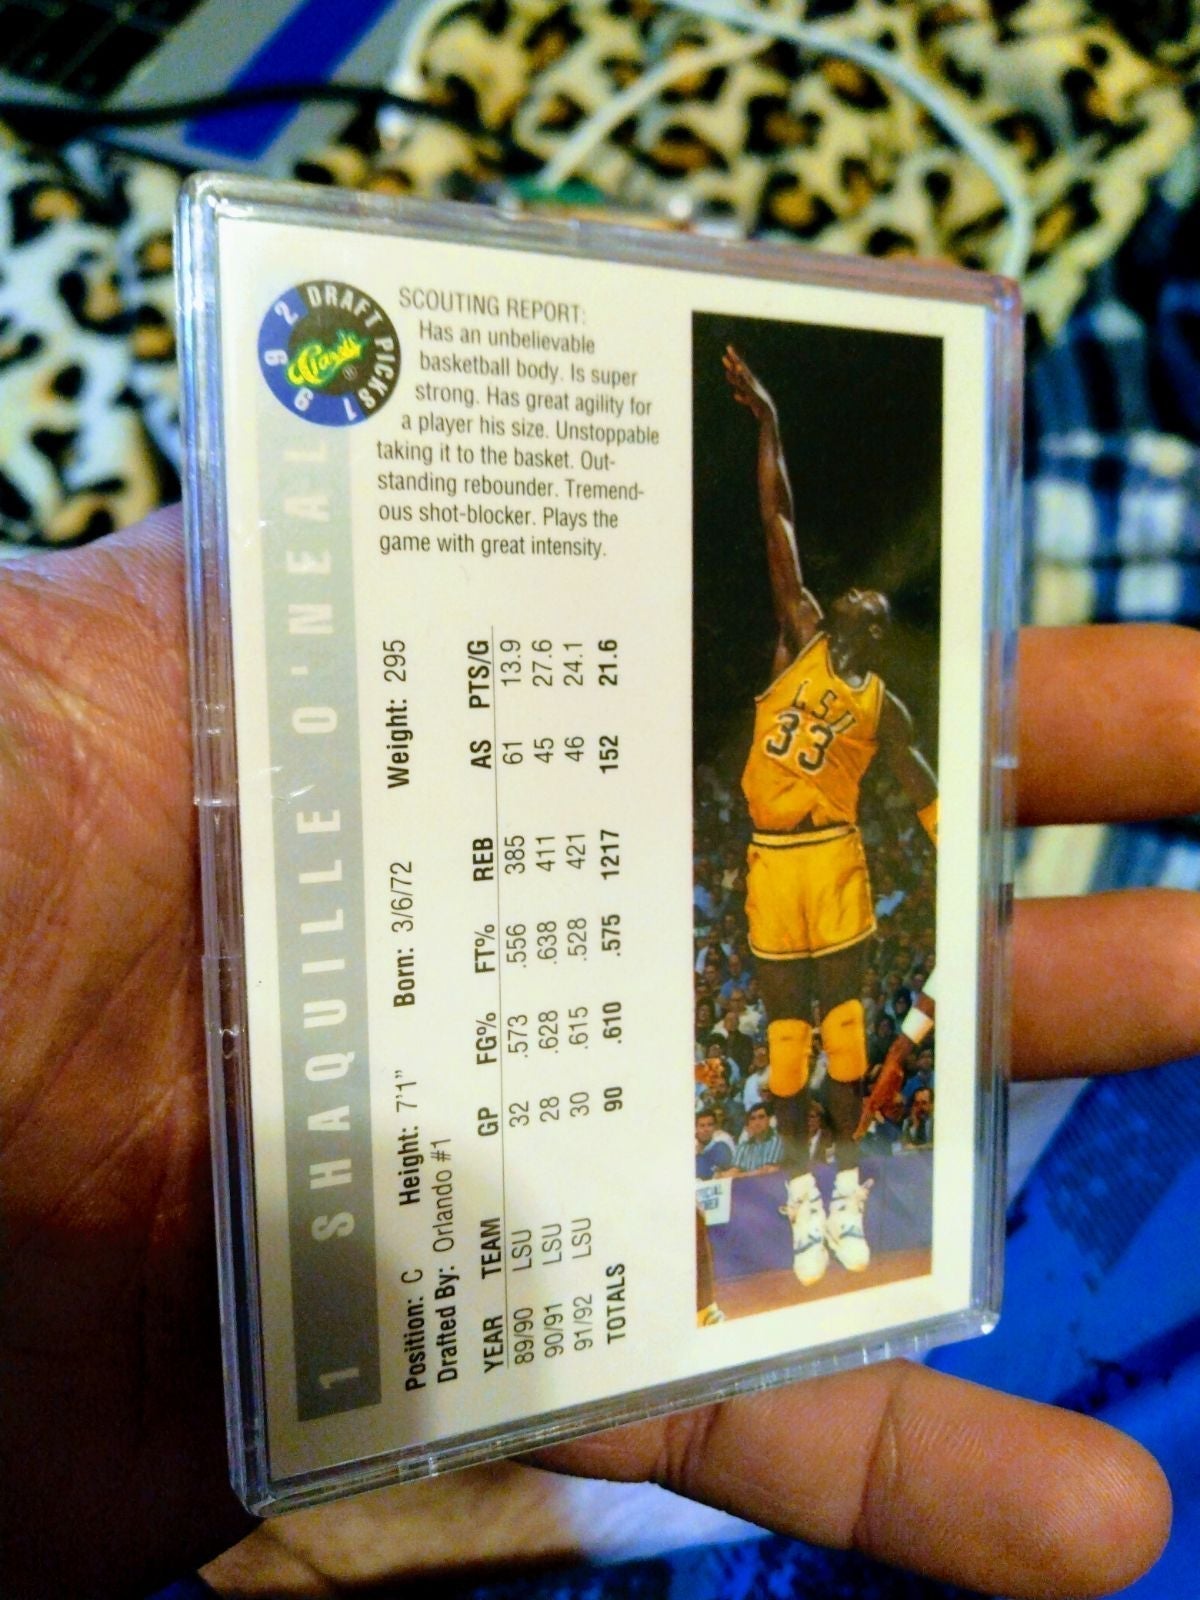 1 SHAQUILLE O'NEAL
1992 DRAFT PICKS
Classic ®
Position: C Height: 7'1" Born: 3/6/72 Weight: 295
Drafted By: Orlando #1
YEAR TEAM GP FG% FT% REB AS PTS/G
89/90 LSU 32 .573 .556 385 61 13.9
90/91 LSU 28 .628 .638 411 45 27.6
91/92 LSU 30 .615 .528 421 46 24.1
TOTALS 90 .610 .575 1217 152 21.6
SCOUTING REPORT:
Has an unbelievable
basketball body. Is super
strong. Has great agility for
a player his size. Unstoppable
taking it to the basket. Out-
standing rebounder. Tremend-
ous shot-blocker. Plays the
game with great intensity.
LSU
33